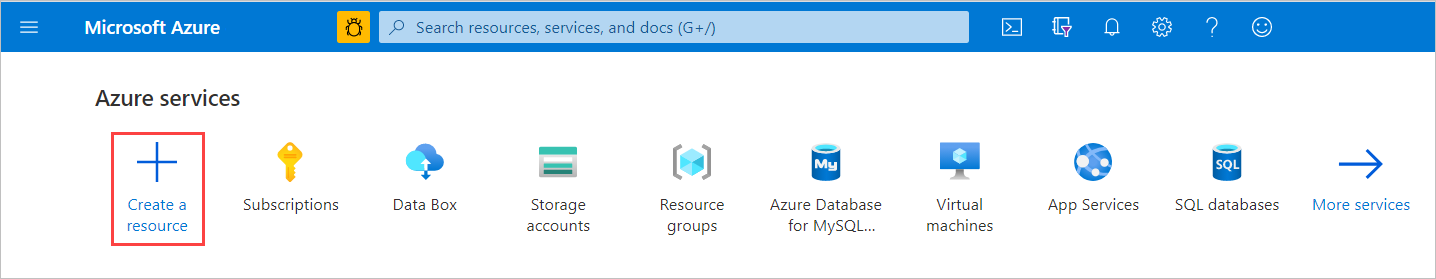 Microsoft Azure
Search resources, services, and docs (G+/)
Azure services
Create a
resource
Subscriptions
Data Box
Storage
accounts
Resource
groups
My
Azure Database
for MySQL...
Virtual
machines
App Services
SQL
SQL databases
More services